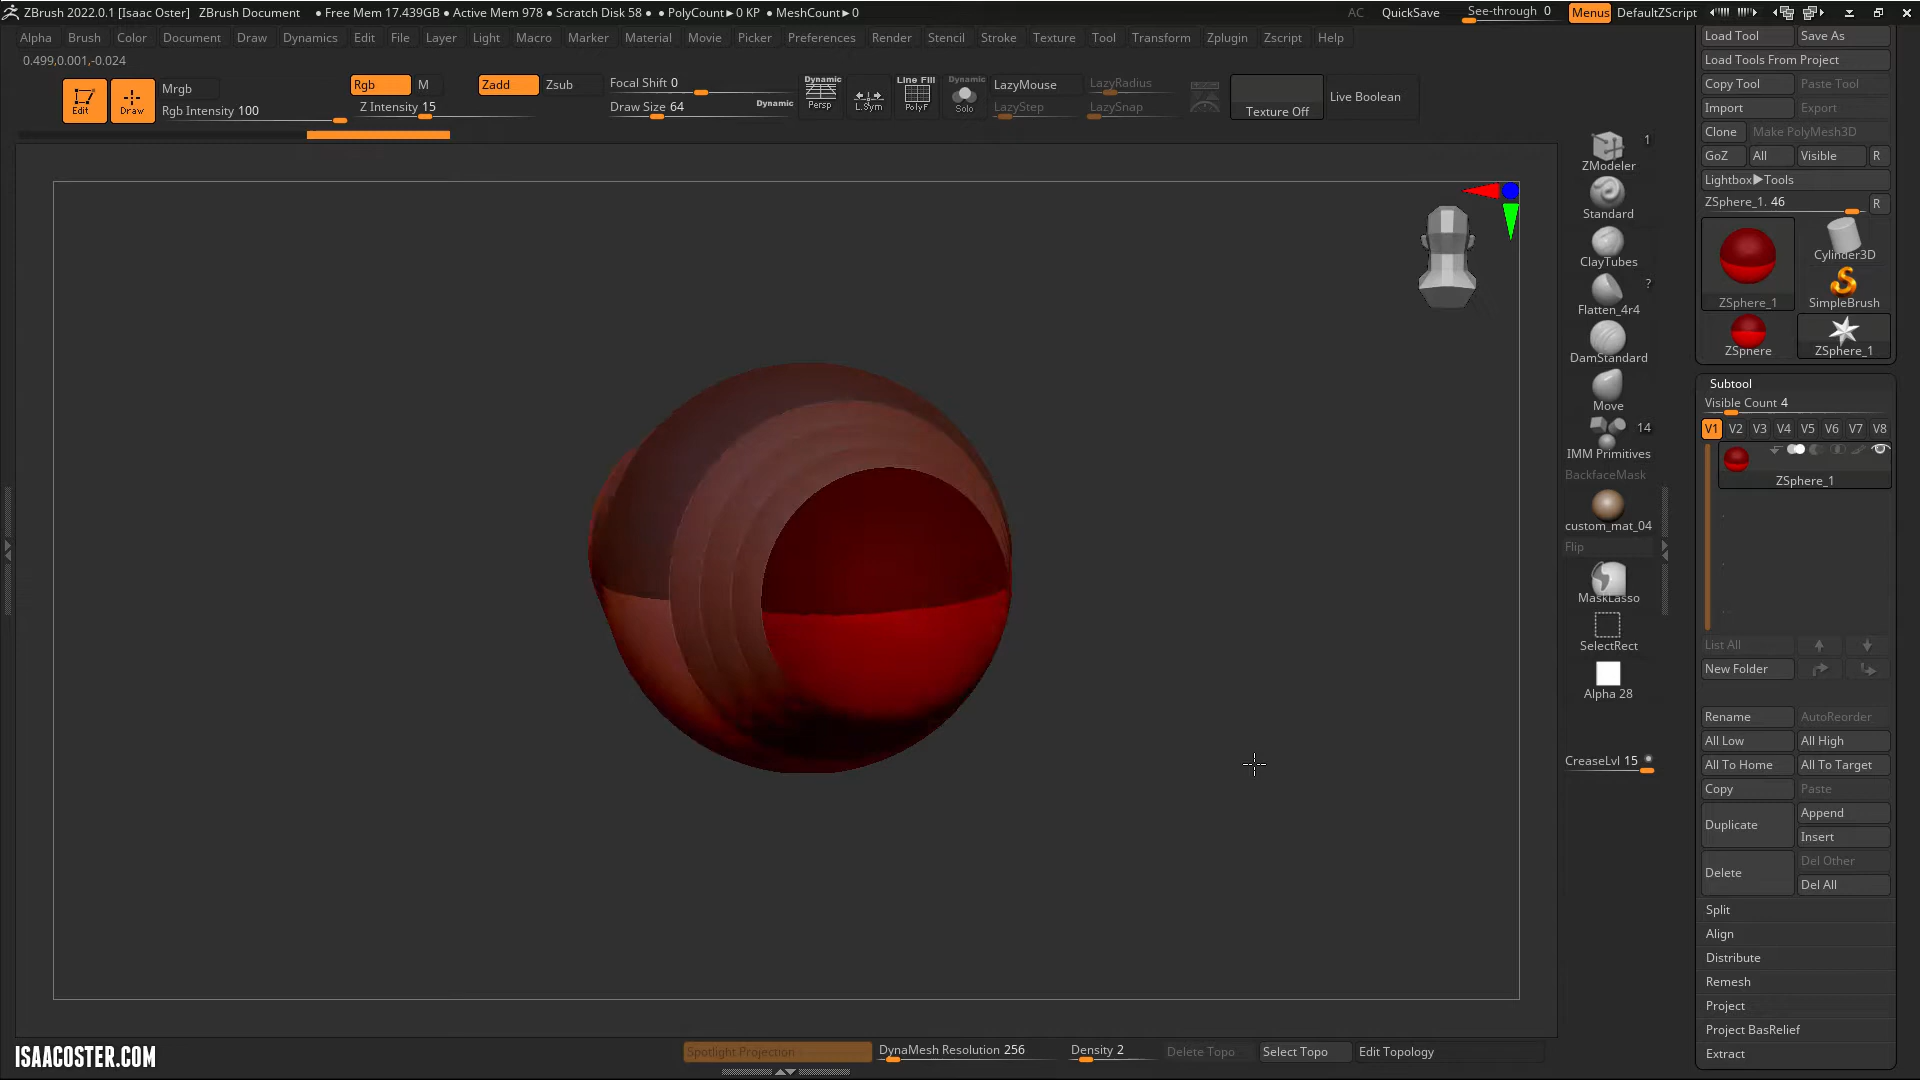 ZBrush 2022.0.1 [Isaac Oster] ZBrush Document ● Free Mem 17.439GB ● Active Mem 978 ● Scratch Disk 58 ● ● PolyCount►0 KP ● MeshCount►0 AC QuickSave See-through 0 Menus DefaultZScript
Alpha Brush Color Document Draw Dynamics Edit File Layer Light Macro Marker Material Movie Picker Preferences Render Stencil Stroke Texture Tool Transform Zplugin Zscript Help
0.499,0.001,-0.024
Edit Draw Mrgb Rgb M Zadd Zsub Focal Shift 0 LazyMouse LazyRadius Live Boolean
Rgb Intensity 100 Z Intensity 15 Draw Size 64 Dynamic LazyStep LazySnap Texture Off
Dynamic
Persp
L.Sym
Line Fill
PolyF
Dynamic
Solo
1
ZModeler
Standard
ClayTubes
?
Flatten_4r4
DamStandard
Move
14
IMM Primitives
BackfaceMask
custom_mat_04
Flip
MaskLasso
SelectRect
Alpha 28
CreaseLvl 15
Load Tool Save As
Load Tools From Project
Copy Tool Paste Tool
Import Export
Clone Make PolyMesh3D
GoZ All Visible R
Lightbox►Tools
ZSphere_1. 46 R
ZSphere_1 Cylinder3D
SimpleBrush
ZSphere ZSphere_1
Subtool
Visible Count 4
V1 V2 V3 V4 V5 V6 V7 V8
ZSphere_1
List All
New Folder
Rename AutoReorder
All Low All High
All To Home All To Target
Copy Paste
Duplicate Append
Insert
Delete Del Other
Del All
Split
Align
Distribute
Remesh
Project
Project BasRelief
Extract
ISAACOSTER.COM
Spotlight Projection DynaMesh Resolution 256 Density 2 Delete Topo Select Topo Edit Topology